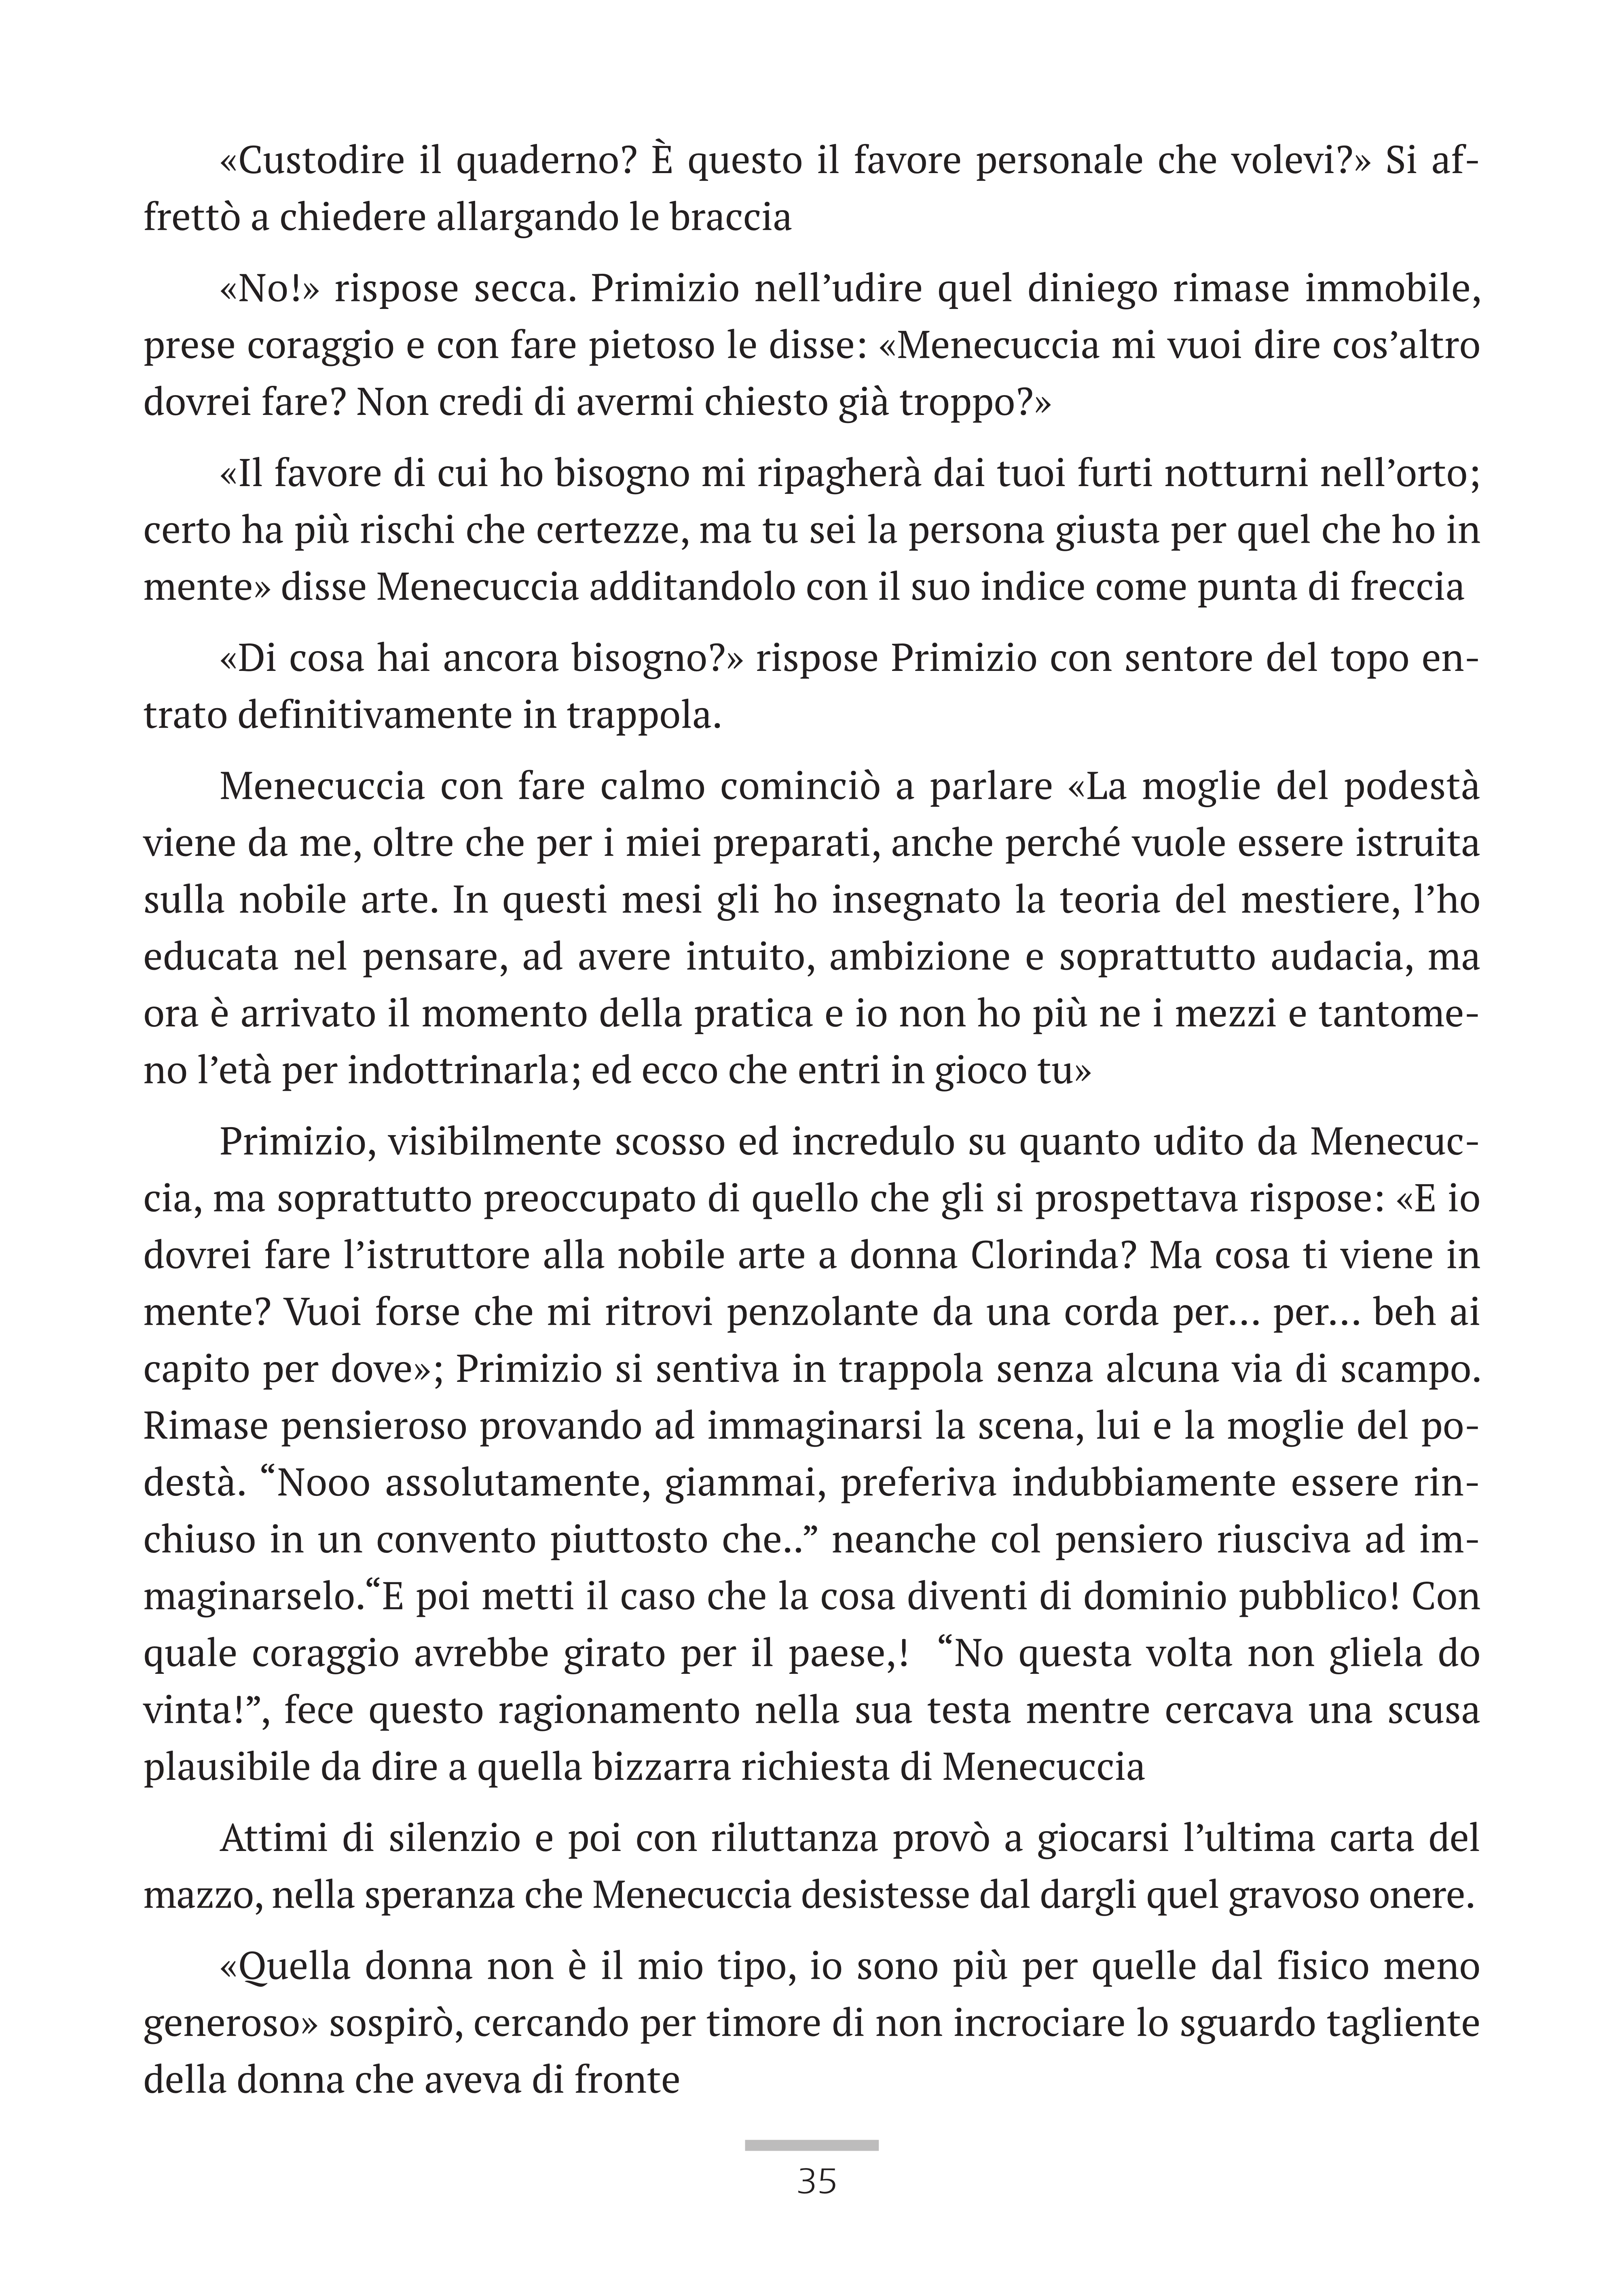 «Custodire il quaderno? È questo il favore personale che volevi?» Si af-
frettò a chiedere allargando le braccia
«No!» rispose secca. Primizio nell’udire quel diniego rimase immobile,
prese coraggio e con fare pietoso le disse: «Menecuccia mi vuoi dire cos’altro
dovrei fare? Non credi di avermi chiesto già troppo?»
«Il favore di cui ho bisogno mi ripagherà dai tuoi furti notturni nell’orto;
certo ha più rischi che certezze, ma tu sei la persona giusta per quel che ho in
mente» disse Menecuccia additandolo con il suo indice come punta di freccia
«Di cosa hai ancora bisogno?» rispose Primizio con sentore del topo en-
trato definitivamente in trappola.
Menecuccia con fare calmo cominciò a parlare «La moglie del podestà
viene da me, oltre che per i miei preparati, anche perché vuole essere istruita
sulla nobile arte. In questi mesi gli ho insegnato la teoria del mestiere, l’ho
educata nel pensare, ad avere intuito, ambizione e soprattutto audacia, ma
ora è arrivato il momento della pratica e io non ho più ne i mezzi e tantome-
no l’età per indottrinarla; ed ecco che entri in gioco tu»
Primizio, visibilmente scosso ed incredulo su quanto udito da Menecuc-
cia, ma soprattutto preoccupato di quello che gli si prospettava rispose: «E io
dovrei fare l’istruttore alla nobile arte a donna Clorinda? Ma cosa ti viene in
mente? Vuoi forse che mi ritrovi penzolante da una corda per… per… beh ai
capito per dove»; Primizio si sentiva in trappola senza alcuna via di scampo.
Rimase pensieroso provando ad immaginarsi la scena, lui e la moglie del po-
destà. “Nooo assolutamente, giammai, preferiva indubbiamente essere rin-
chiuso in un convento piuttosto che..” neanche col pensiero riusciva ad im-
maginarselo.“E poi metti il caso che la cosa diventi di dominio pubblico! Con
quale coraggio avrebbe girato per il paese,! “No questa volta non gliela do
vinta!”, fece questo ragionamento nella sua testa mentre cercava una scusa
plausibile da dire a quella bizzarra richiesta di Menecuccia
Attimi di silenzio e poi con riluttanza provò a giocarsi l’ultima carta del
mazzo, nella speranza che Menecuccia desistesse dal dargli quel gravoso onere.
«Quella donna non è il mio tipo, io sono più per quelle dal fisico meno
generoso» sospirò, cercando per timore di non incrociare lo sguardo tagliente
della donna che aveva di fronte
35